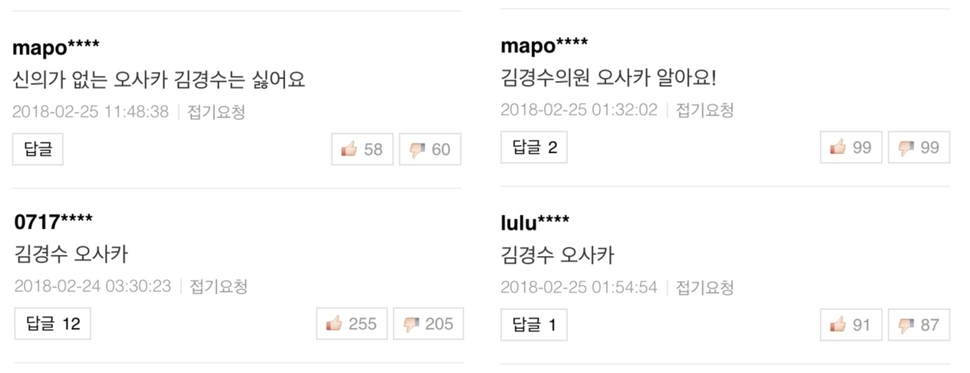 mapo****
신의가 없는 오사카 김경수는 싫어요
2018-02-25 11:48:38 | 접기요청
답글 58 60
0717****
김경수 오사카
2018-02-24 03:30:23 | 접기요청
답글 12 255 205
mapo****
김경수의원 오사카 알아요!
2018-02-25 01:32:02 | 접기요청
답글 2 99 99
lulu****
김경수 오사카
2018-02-25 01:54:54 | 접기요청
답글 1 91 87